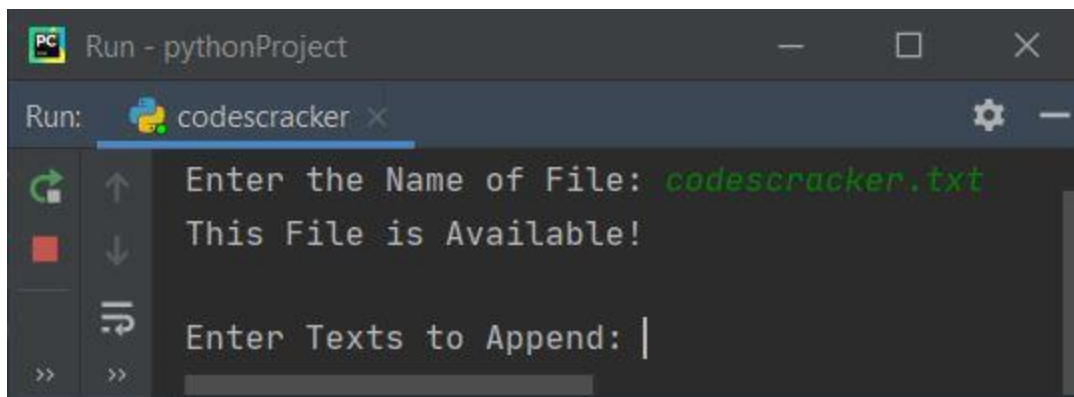 PC Run - pythonProject
Run: codescracker
Enter the Name of File: codescracker.txt
This File is Available!
Enter Texts to Append: